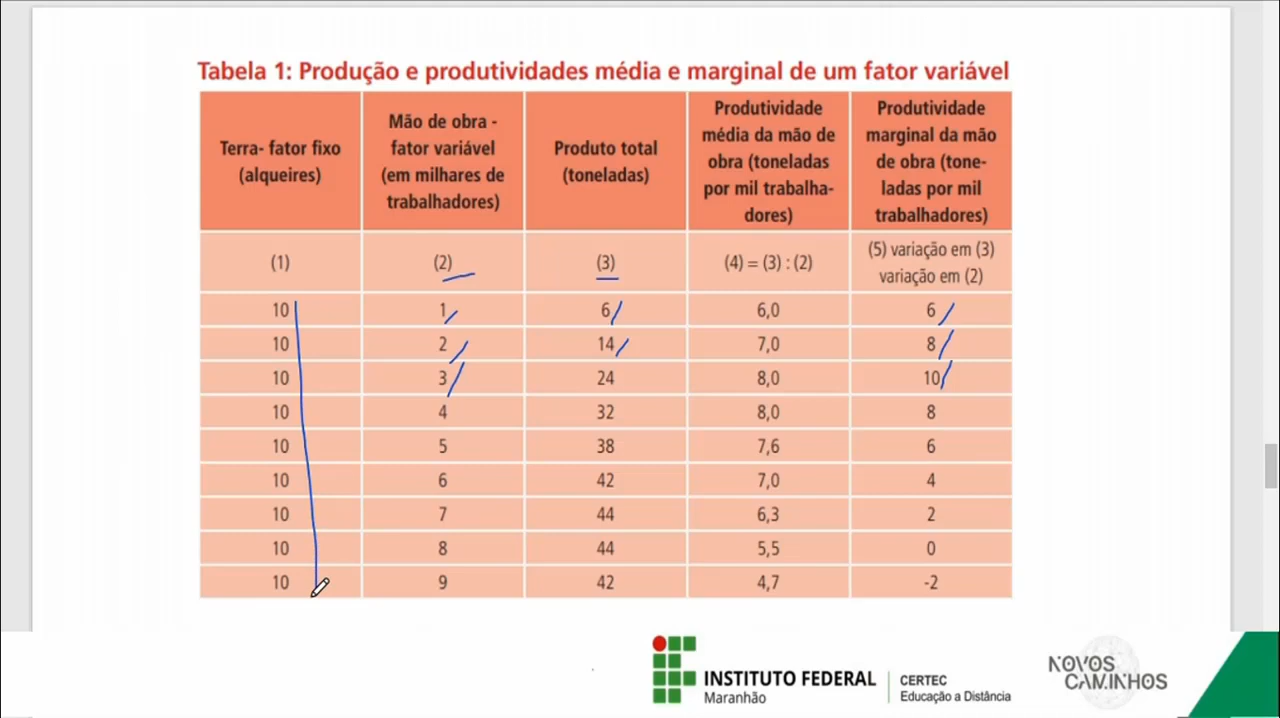 Tabela 1: Produção e produtividades média e marginal de um fator variável
Terra- fator fixo
(alqueires)
Mão de obra -
fator variável
(em milhares de
trabalhadores)
Produto total
(toneladas)
Produtividade
média da mão de
obra (toneladas
por mil trabalha-
dores)
Produtividade
marginal da mão
de obra (tone-
ladas por mil
trabalhadores)
(1) (2) (3) (4) = (3) : (2) (5) variação em (3)
variação em (2)
10 1 6 6,0 6
10 2 14 7,0 8
10 3 24 8,0 10
10 4 32 8,0 8
10 5 38 7,6 6
10 6 42 7,0 4
10 7 44 6,3 2
10 8 44 5,5 0
10 9 42 4,7 -2
INSTITUTO FEDERAL
Maranhão
CERTEC
Educação a Distância
NOVOS
CAMINHOS